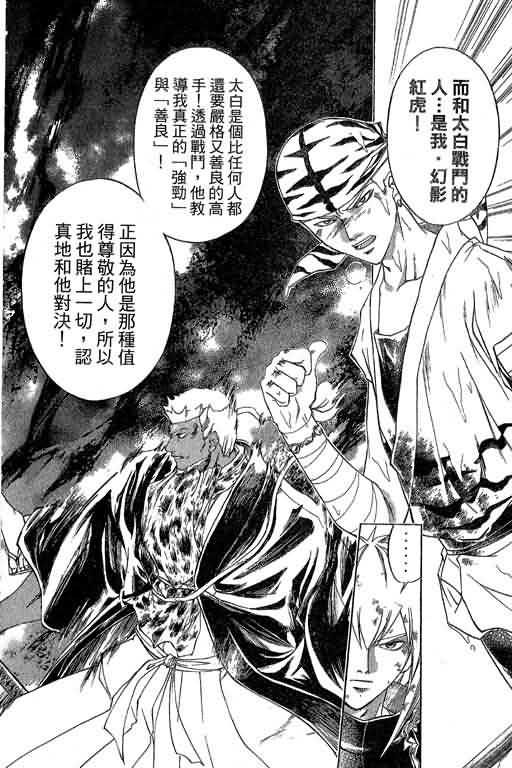 而和太白戰鬥的
人…是我．幻影
紅虎！
太白是個比任何人都
還要嚴格又善良的高
手！透過戰鬥，他教
導我真正的「強勁」
與「善良」！
正因為他是那種值
得尊敬的人，所以
我也賭上一切，認
真地和他對決！
……